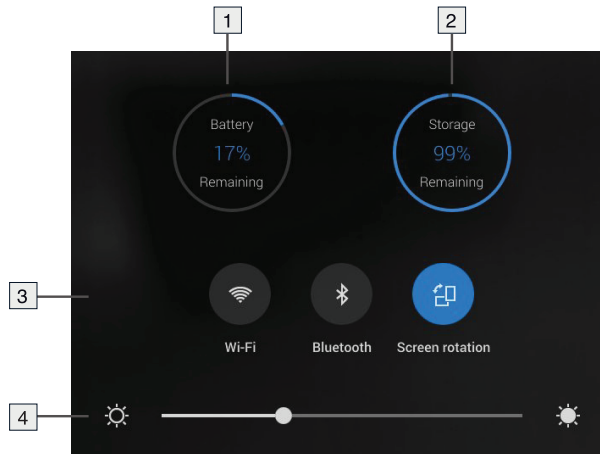 1
2
Battery
17%
Remaining
Storage
99%
Remaining
3
Wi-Fi
Bluetooth
Screen rotation
4